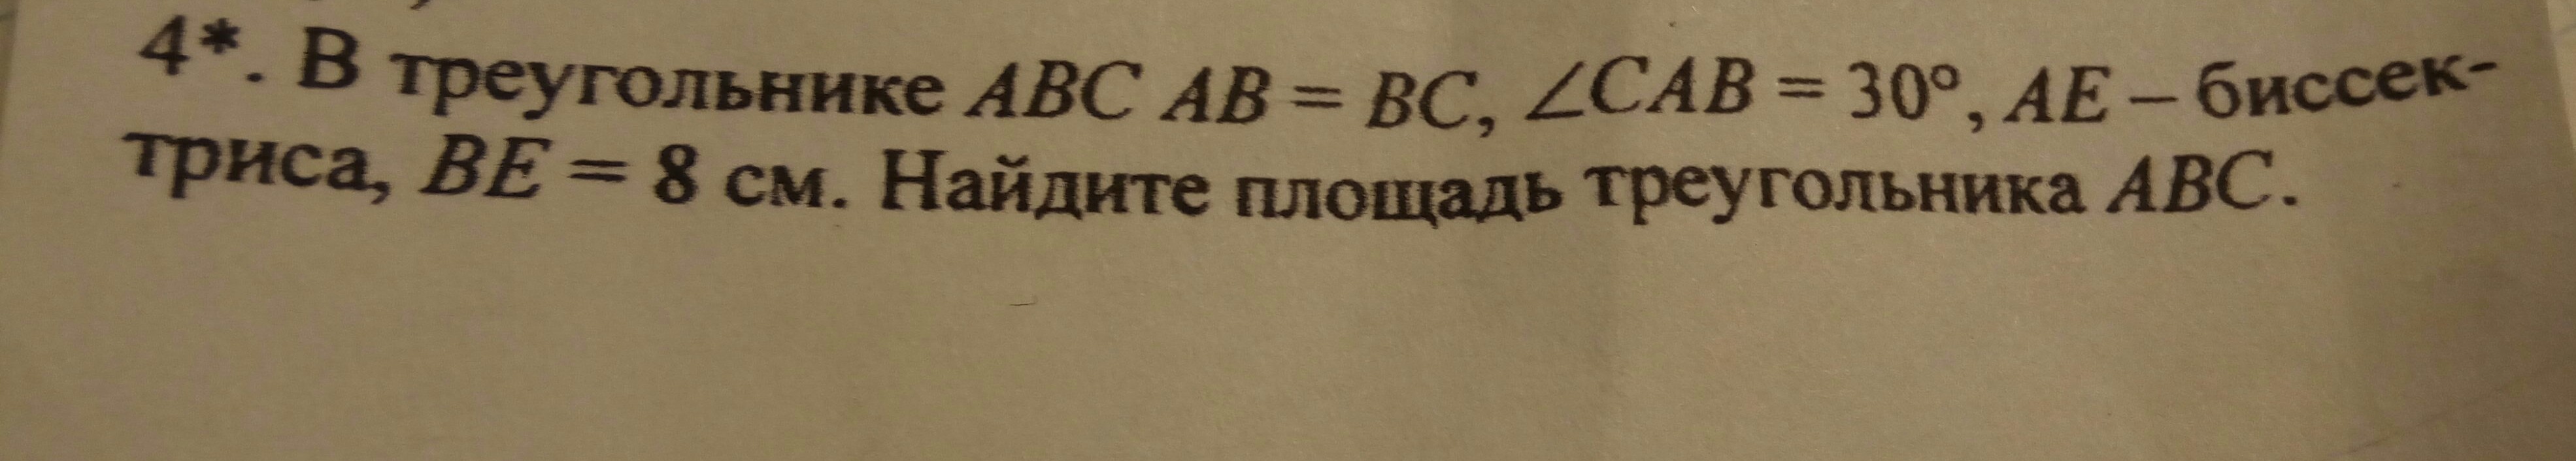 4*. В треугольнике ABC AB = BC, ∠CAB = 30°, AE – биссек-
триса, BE = 8 см. Найдите площадь треугольника ABC.